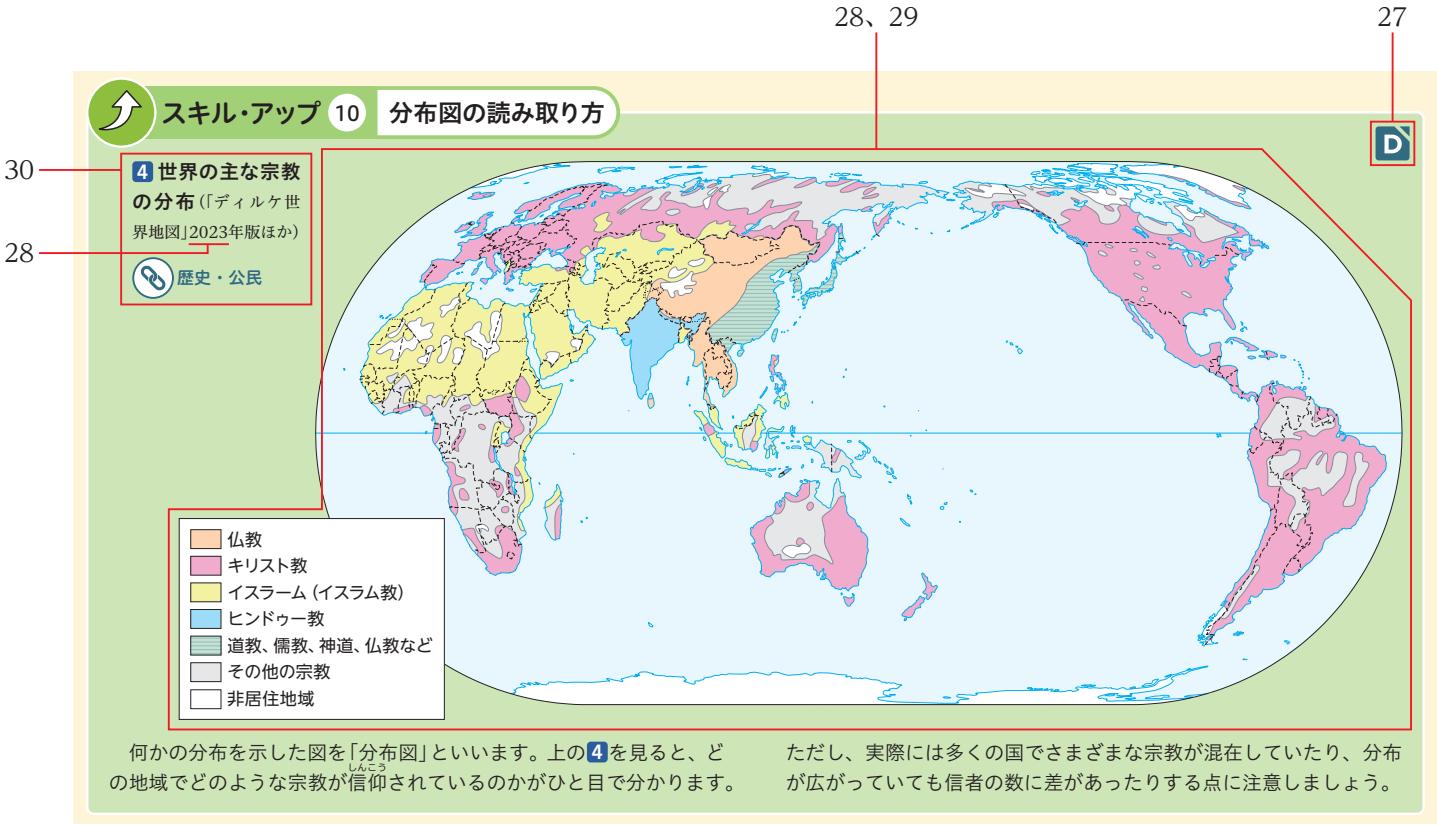 28、29
27
スキル・アップ 10 分布図の読み取り方
D
30
4 世界の主な宗教
の分布(「ディルケ世
界地図」2023年版ほか)
28
歴史・公民
仏教
キリスト教
イスラーム(イスラム教)
ヒンドゥー教
道教、儒教、神道、仏教など
その他の宗教
非居住地域
何かの分布を示した図を「分布図」といいます。上の4を見ると、ど
しんこう
の地域でどのような宗教が信仰されているのかがひと目で分かります。
ただし、実際には多くの国でさまざまな宗教が混在していたり、分布
が広がっていても信者の数に差があったりする点に注意しましょう。